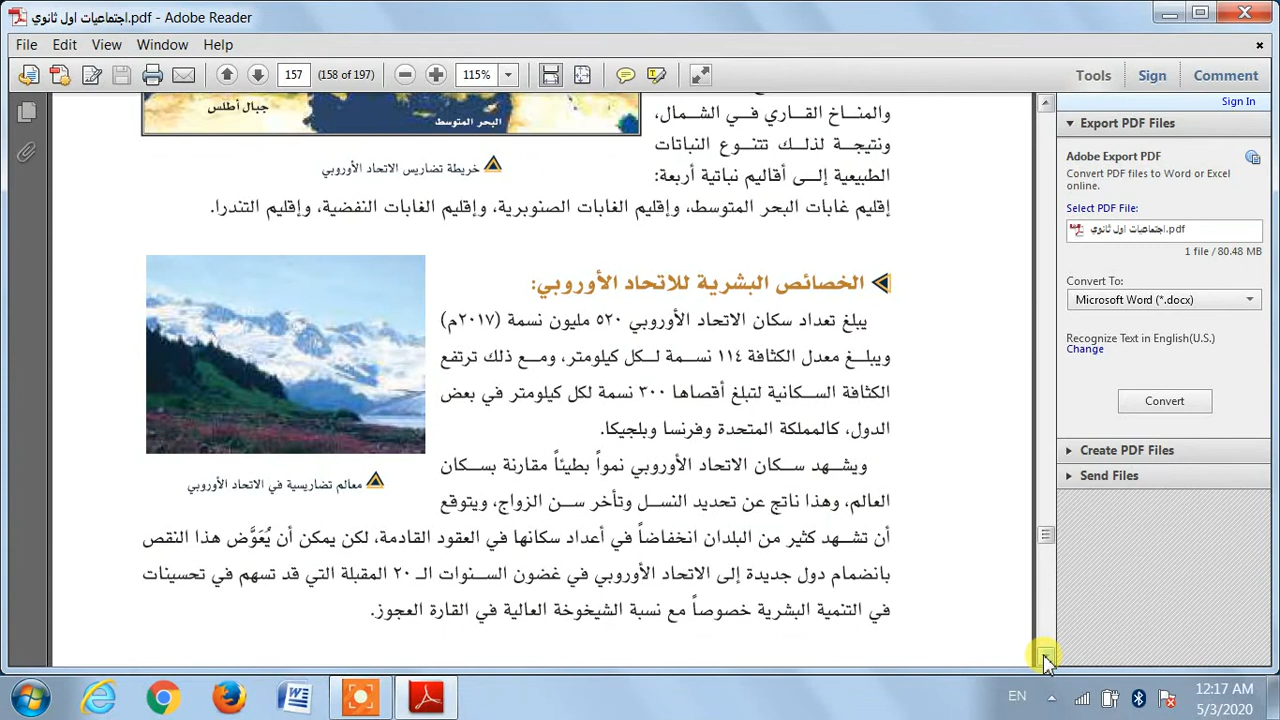 اجتماعيات اول ثانوي.pdf - Adobe Reader
File Edit View Window Help
157 (158 of 197) 115% Tools Sign Comment
Sign In
Export PDF Files
Adobe Export PDF
Convert PDF files to Word or Excel
online.
Select PDF File:
اجتماعيات اول ثانوي.pdf
1 file / 80.48 MB
Convert To:
Microsoft Word (*.docx)
Recognize Text in English(U.S.)
Change
Convert
Create PDF Files
Send Files
جبال أطلس
البحر المتوسط
خريطة تضاريس الاتحاد الأوروبي
والمناخ القاري في الشمال،
ونتيجة لذلك تتنوع النباتات
الطبيعية إلى أقاليم نباتية أربعة:
إقليم غابات البحر المتوسط، وإقليم الغابات الصنوبرية، وإقليم الغابات النفضية، وإقليم التندرا.
الخصائص البشرية للاتحاد الأوروبي:
يبلغ تعداد سكان الاتحاد الأوروبي ٥٢٠ مليون نسمة (٢٠١٧م)
ويبلغ معدل الكثافة ١١٤ نسمة لكل كيلومتر، ومع ذلك ترتفع
الكثافة السكانية لتبلغ أقصاها ٣٠٠ نسمة لكل كيلومتر في بعض
الدول، كالمملكة المتحدة وفرنسا وبلجيكا.
ويشهد سكان الاتحاد الأوروبي نمواً بطيئاً مقارنة بسكان
العالم، وهذا ناتج عن تحديد النسل وتأخر سن الزواج، ويتوقع
أن تشهد كثير من البلدان انخفاضاً في أعداد سكانها في العقود القادمة، لكن يمكن أن يُعَوَّض هذا النقص
بانضمام دول جديدة إلى الاتحاد الأوروبي في غضون السنوات الـ ٢٠ المقبلة التي قد تسهم في تحسينات
في التنمية البشرية خصوصاً مع نسبة الشيخوخة العالية في القارة العجوز.
معالم تضاريسية في الاتحاد الأوروبي
EN
12:17 AM
5/3/2020